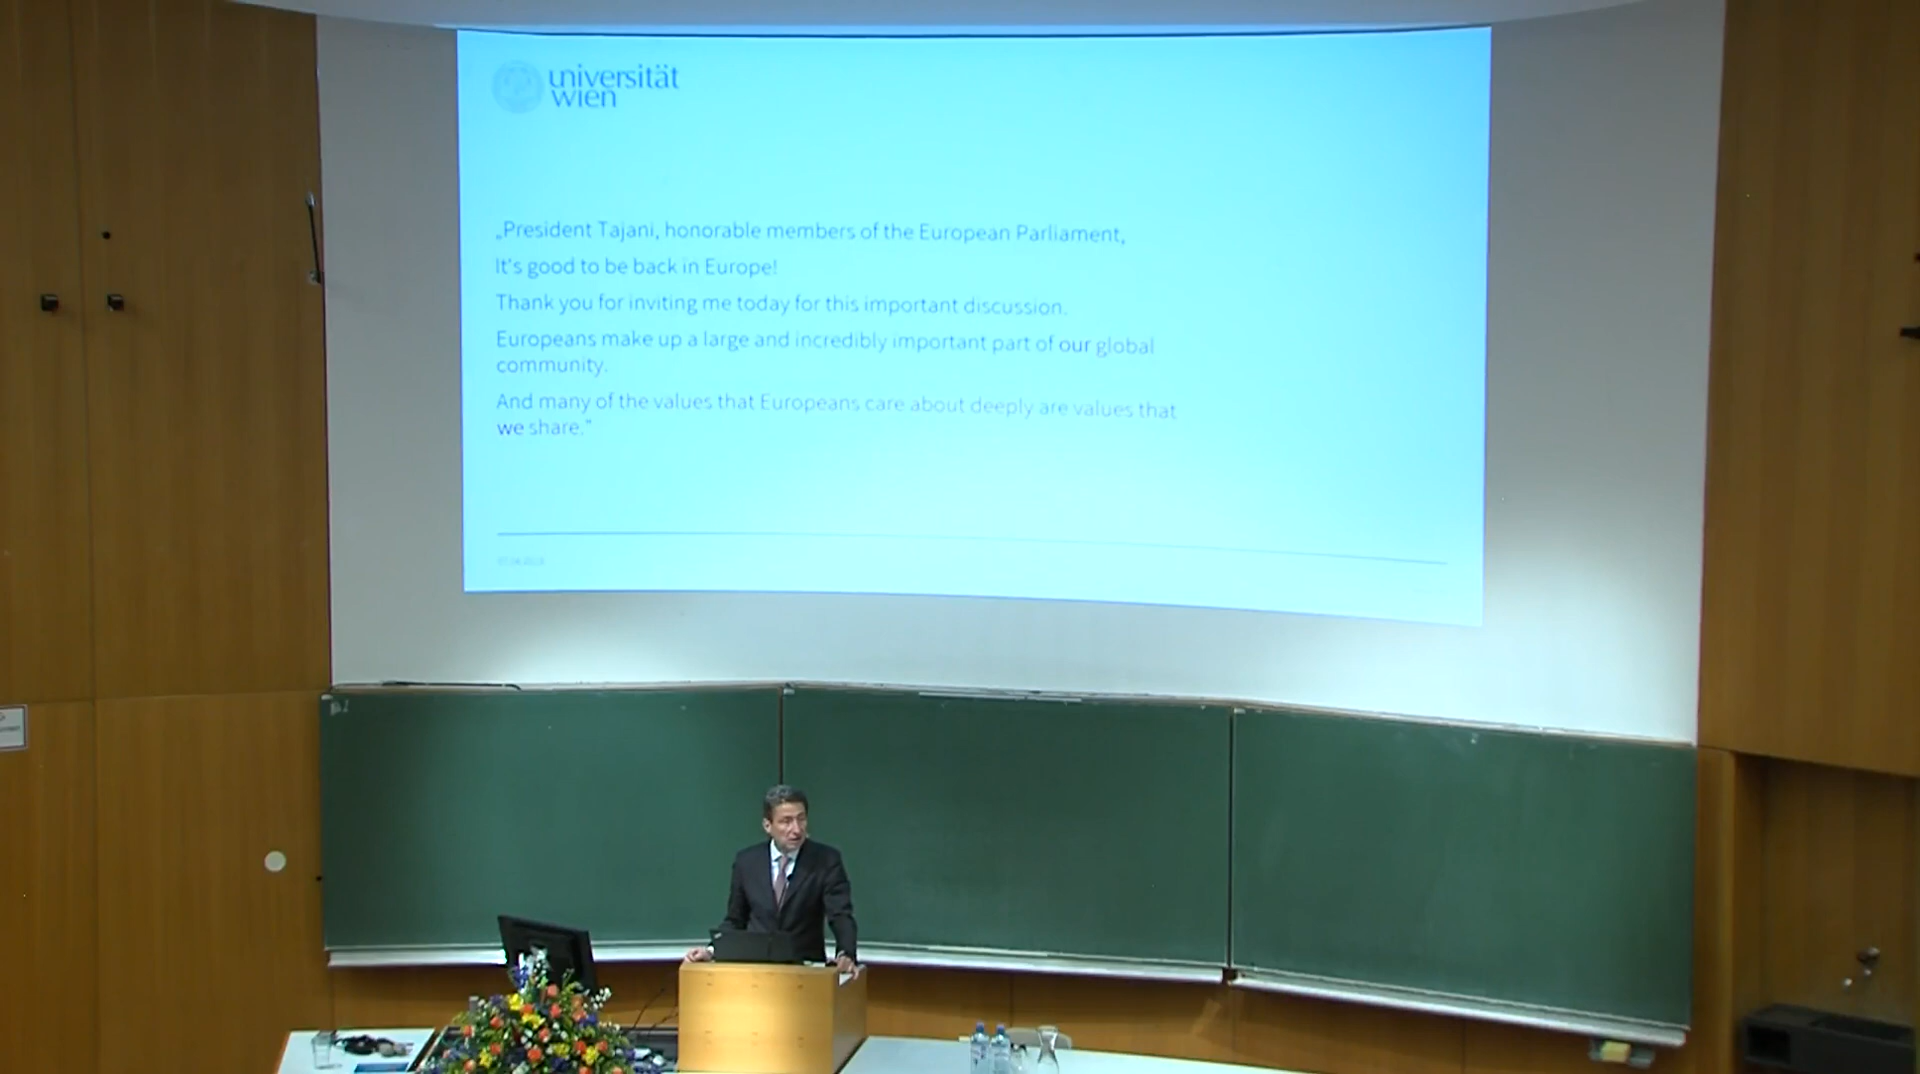 universität
wien
„President Tajani, honorable members of the European Parliament,
It's good to be back in Europe!
Thank you for inviting me today for this important discussion.
Europeans make up a large and incredibly important part of our global
community.
And many of the values that Europeans care about deeply are values that
we share.“